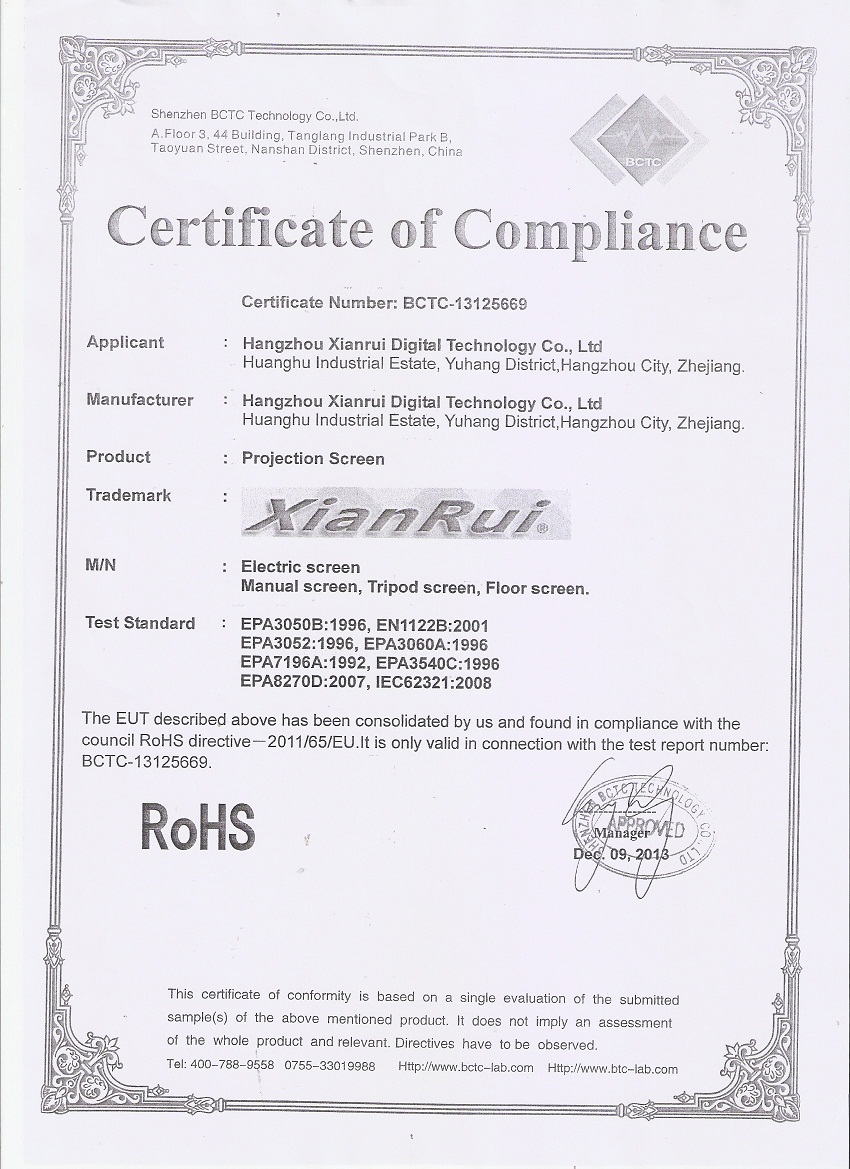 Shenzhen BCTC Technology Co.,Ltd.
A.Floor 3, 44 Building, Tanglang Industrial Park B,
Taoyuan Street, Nanshan District, Shenzhen, China
BCTC
Certificate of Compliance
Certificate Number: BCTC-13125669
Applicant : Hangzhou Xianrui Digital Technology Co., Ltd
Huanghu Industrial Estate, Yuhang District,Hangzhou City, Zhejiang.
Manufacturer : Hangzhou Xianrui Digital Technology Co., Ltd
Huanghu Industrial Estate, Yuhang District,Hangzhou City, Zhejiang.
Product : Projection Screen
Trademark : XianRui®
M/N : Electric screen
Manual screen, Tripod screen, Floor screen.
Test Standard : EPA3050B:1996, EN1122B:2001
EPA3052:1996, EPA3060A:1996
EPA7196A:1992, EPA3540C:1996
EPA8270D:2007, IEC62321:2008
The EUT described above has been consolidated by us and found in compliance with the
council RoHS directive—2011/65/EU.It is only valid in connection with the test report number:
BCTC-13125669.
RoHS
SHENZHEN BCTC TECHNOLOGY CO., LTD
APPROVED
Manager
Dec. 09, 2013
This certificate of conformity is based on a single evaluation of the submitted
sample(s) of the above mentioned product. It does not imply an assessment
of the whole product and relevant. Directives have to be observed.
Tel: 400-788-9558 0755-33019988 Http://www.bctc-lab.com Http://www.btc-lab.com